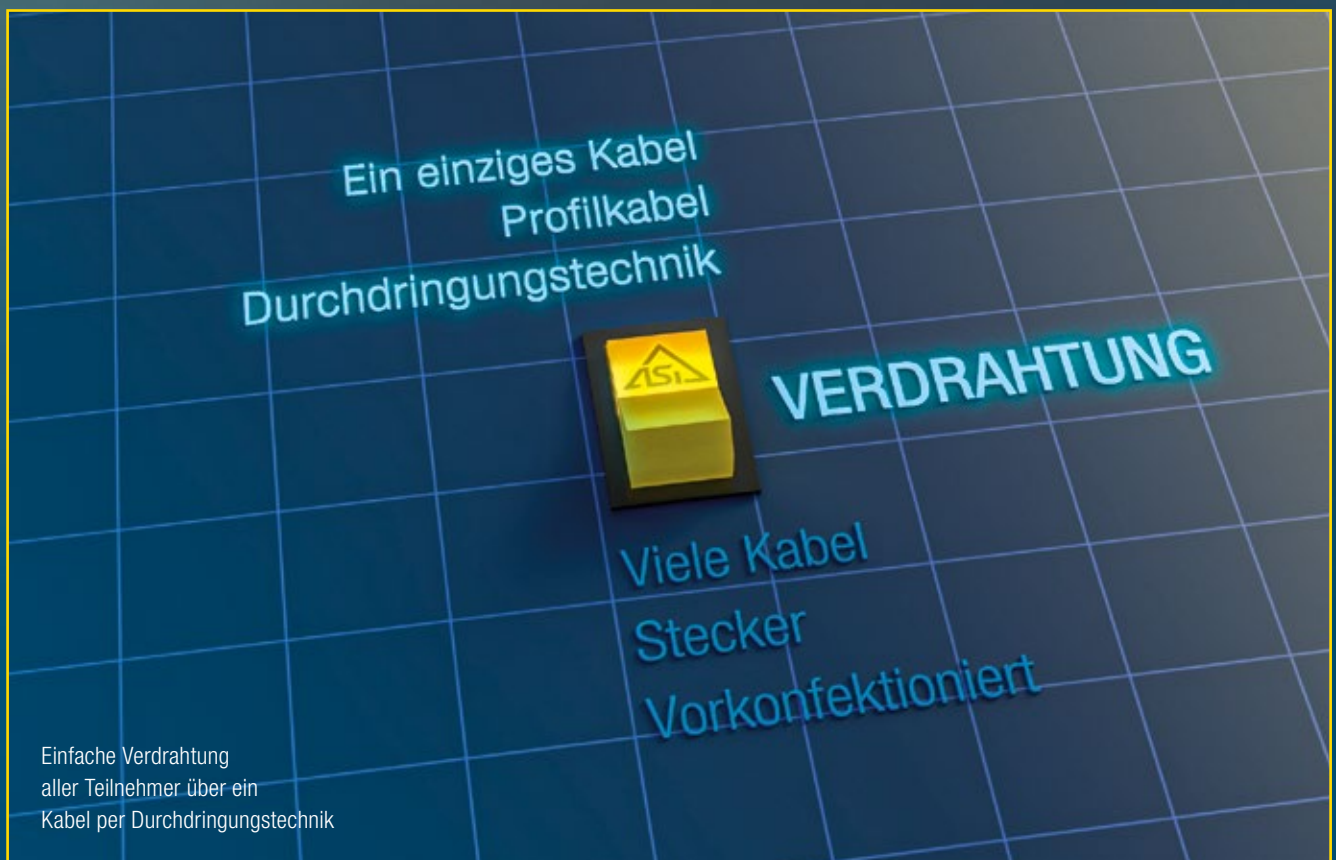 Ein einziges Kabel
Profilkabel
Durchdringungstechnik
ASi
VERDRAHTUNG
Viele Kabel
Stecker
Vorkonfektioniert
Einfache Verdrahtung
aller Teilnehmer über ein
Kabel per Durchdringungstechnik